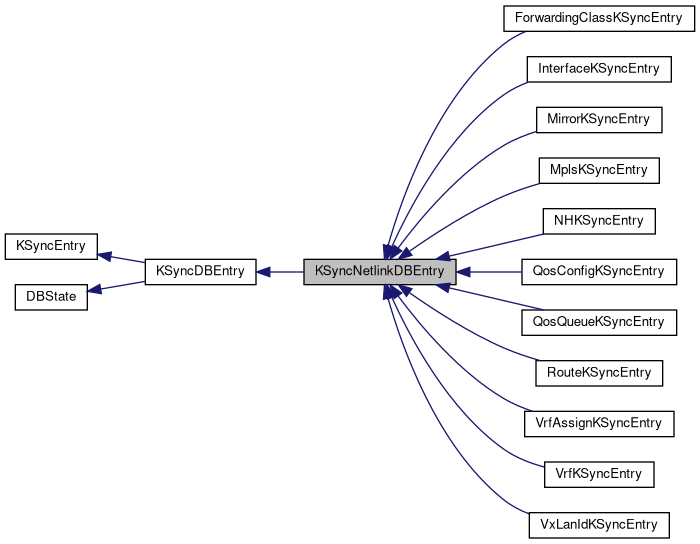 KSyncEntry
DBState
KSyncDBEntry
KSyncNetlinkDBEntry
ForwardingClassKSyncEntry
InterfaceKSyncEntry
MirrorKSyncEntry
MplsKSyncEntry
NHKSyncEntry
QosConfigKSyncEntry
QosQueueKSyncEntry
RouteKSyncEntry
VrfAssignKSyncEntry
VrfKSyncEntry
VxLanIdKSyncEntry